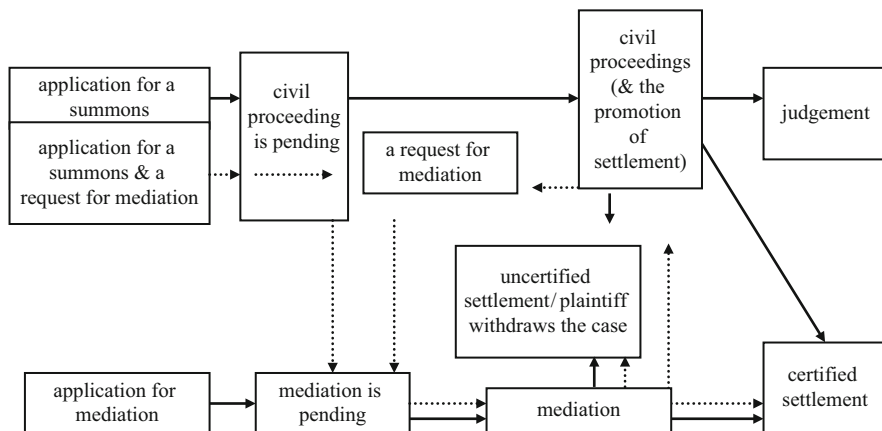 application for a
summons
application for a
summons & a
request for mediation
civil
proceeding
is pending
a request for
mediation
civil
proceedings
(& the
promotion
of
settlement)
judgement
uncertified
settlement/plaintiff
withdraws the case
application for
mediation
mediation is
pending
mediation
certified
settlement